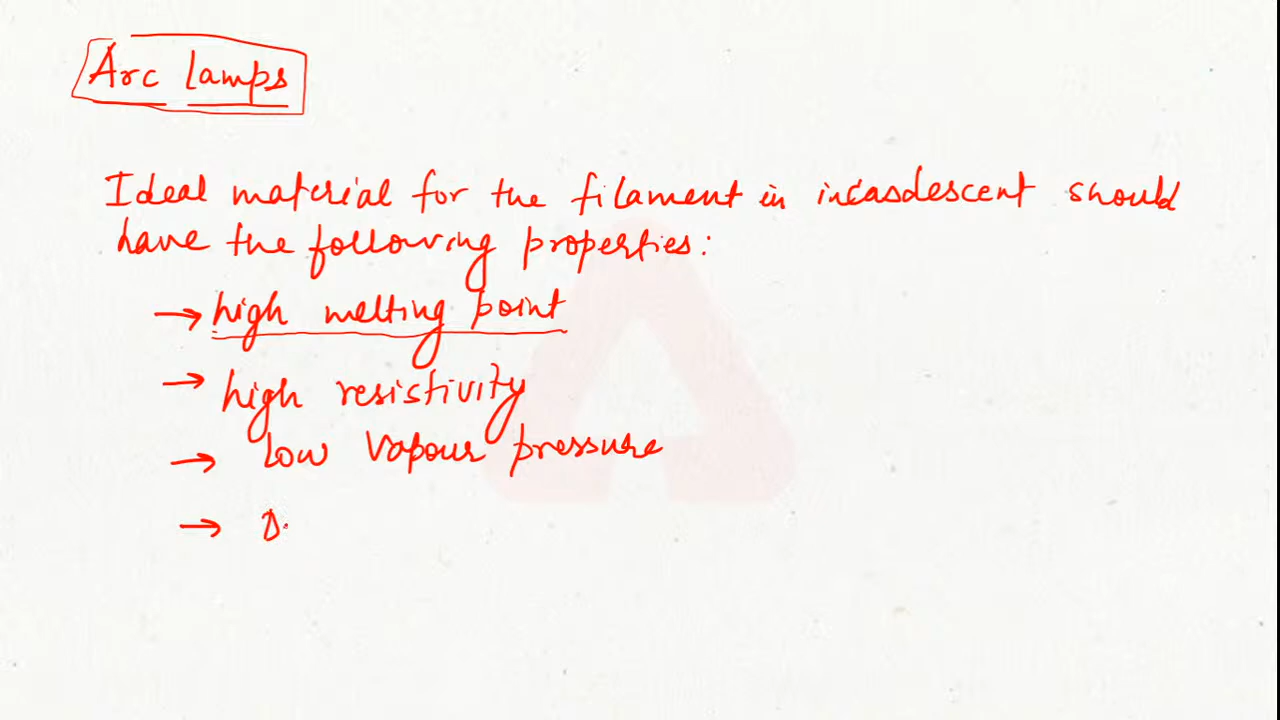 Arc lamps
Ideal material for the filament in incasdescent should
have the following properties:
→ high melting point
→ high resistivity
→ low vapour pressure
→ D